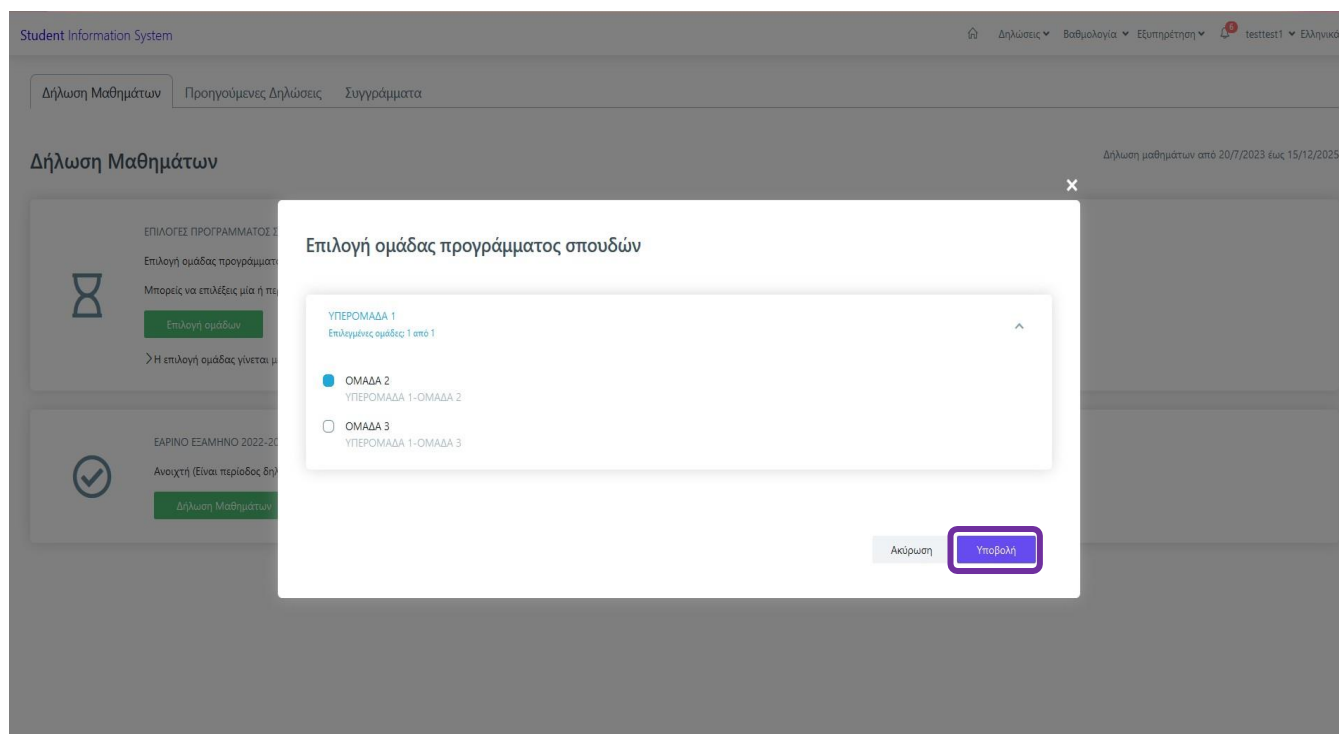 Student Information System
Δηλώσεις Βαθμολογία Εξυπηρέτηση 6 testtest1 Ελληνικά
Δήλωση Μαθημάτων Προηγούμενες Δηλώσεις Συγγράμματα
Δήλωση Μαθημάτων
Δήλωση μαθημάτων από 20/7/2023 έως 15/12/2025
ΕΠΙΛΟΓΕΣ ΠΡΟΓΡΑΜΜΑΤΟΣ
Επιλογή ομάδας
Μπορείς να επιλέξεις μία ή
Επιλογή ομάδων
Η επιλογή ομάδας γίνεται
ΕΑΡΙΝΟ ΕΞΑΜΗΝΟ 2022-20
Ανοιχτή (Είναι περίοδος
Δήλωση Μαθημάτων
×
Επιλογή ομάδας προγράμματος σπουδών
ΥΠΕΡΟΜΑΔΑ 1
Επιλεγμένες ομάδες: 1 από 1
ΟΜΑΔΑ 2
ΥΠΕΡΟΜΑΔΑ 1-ΟΜΑΔΑ 2
ΟΜΑΔΑ 3
ΥΠΕΡΟΜΑΔΑ 1-ΟΜΑΔΑ 3
Ακύρωση Υποβολή